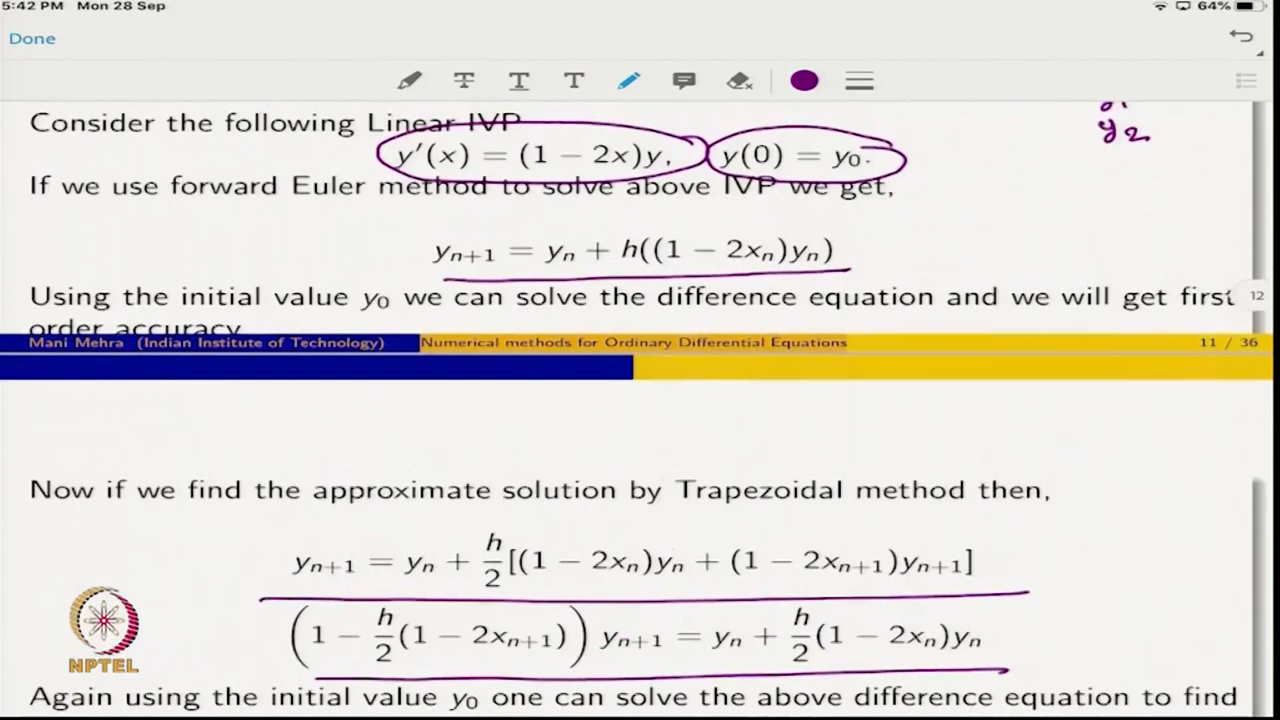 5:42 PM Mon 28 Sep 64%
Done
T T T
Consider the following Linear IVP
y′(x) = (1 − 2x)y, y(0) = y₀.
y₂
If we use forward Euler method to solve above IVP we get,
yₙ₊₁ = yₙ + h((1 − 2xₙ)yₙ)
Using the initial value y₀ we can solve the difference equation and we will get first
12
order accuracy
Mani Mehra (Indian Institute of Technology) Numerical methods for Ordinary Differential Equations 11 / 36
Now if we find the approximate solution by Trapezoidal method then,
yₙ₊₁ = yₙ + h/2[(1 − 2xₙ)yₙ + (1 − 2xₙ₊₁)yₙ₊₁]
(1 − h/2(1 − 2xₙ₊₁)) yₙ₊₁ = yₙ + h/2(1 − 2xₙ)yₙ
NPTEL
Again using the initial value y₀ one can solve the above difference equation to find